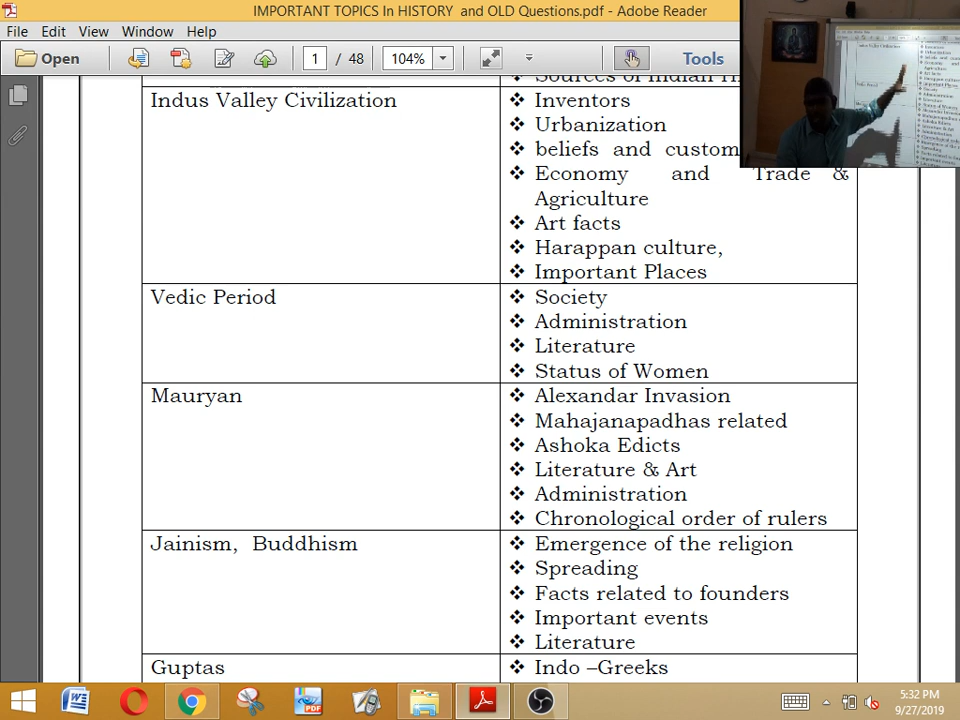 IMPORTANT TOPICS In HISTORY and OLD Questions.pdf - Adobe Reader
File Edit View Window Help
Open 1 / 48 104% Tools
Sources of Indian
Indus Valley Civilization
❖ Inventors
❖ Urbanization
❖ beliefs and custom
❖ Economy and Trade &
Agriculture
❖ Art facts
❖ Harappan culture,
❖ Important Places
Vedic Period
❖ Society
❖ Administration
❖ Literature
❖ Status of Women
Mauryan
❖ Alexandar Invasion
❖ Mahajanapadhas related
❖ Ashoka Edicts
❖ Literature & Art
❖ Administration
❖ Chronological order of rulers
Jainism, Buddhism
❖ Emergence of the religion
❖ Spreading
❖ Facts related to founders
❖ Important events
❖ Literature
Guptas
❖ Indo –Greeks
5:32 PM
9/27/2019